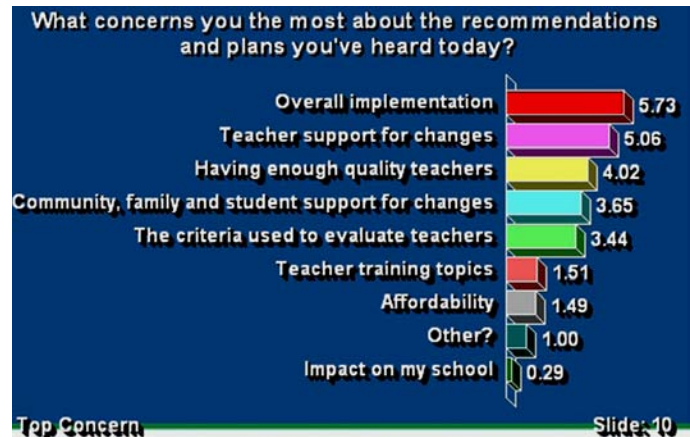 What concerns you the most about the recommendations
and plans you've heard today?
Overall implementation 5.73
Teacher support for changes 5.06
Having enough quality teachers 4.02
Community, family and student support for changes 3.65
The criteria used to evaluate teachers 3.44
Teacher training topics 1.51
Affordability 1.49
Other? 1.00
Impact on my school 0.29
Top Concern Slide: 10